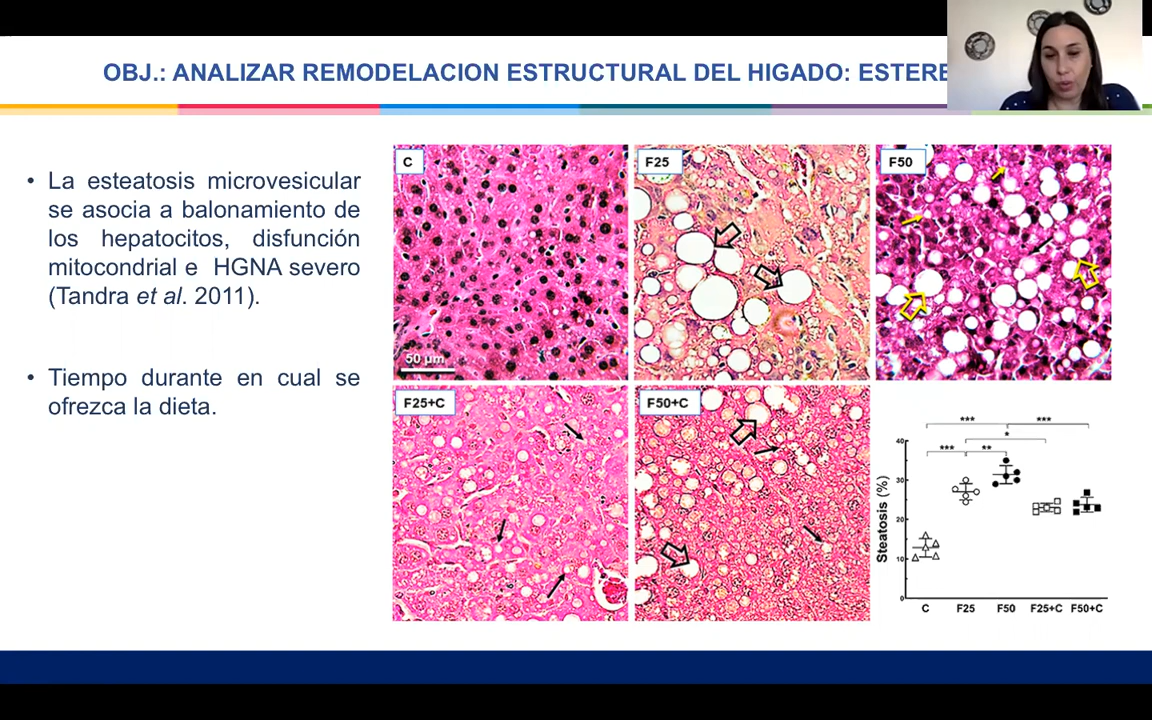 OBJ.: ANALIZAR REMODELACION ESTRUCTURAL DEL HIGADO: ESTERE
• La esteatosis microvesicular
se asocia a balonamiento de
los hepatocitos, disfunción
mitocondrial e HGNA severo
(Tandra et al. 2011).
• Tiempo durante en cual se
ofrezca la dieta.
C
50 µm
F25
F50
F25+C
F50+C
*** ***
*
*** **
Steatosis (%)
40
30
20
10
0
C F25 F50 F25+C F50+C